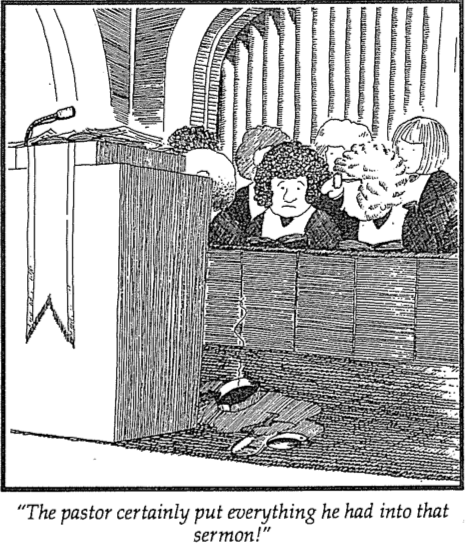 "The pastor certainly put everything he had into that
sermon!"